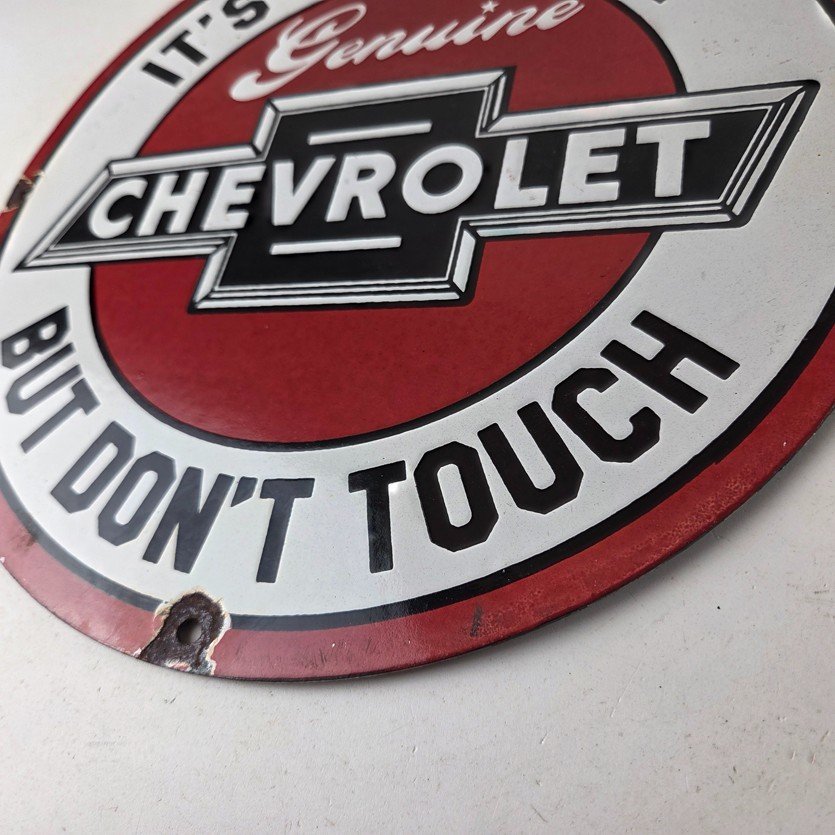 IT'S
Genuine
CHEVROLET
BUT DON'T TOUCH